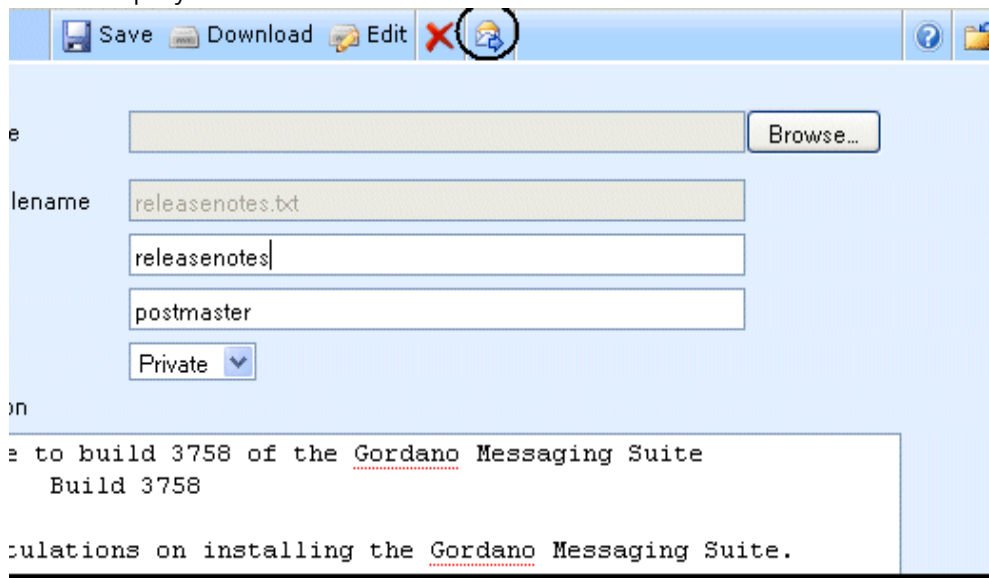 Save Download Edit
e Browse...
lename releasenotes.txt
releasenotes
postmaster
Private
on
e to build 3758 of the Gordano Messaging Suite
Build 3758
tulations on installing the Gordano Messaging Suite.